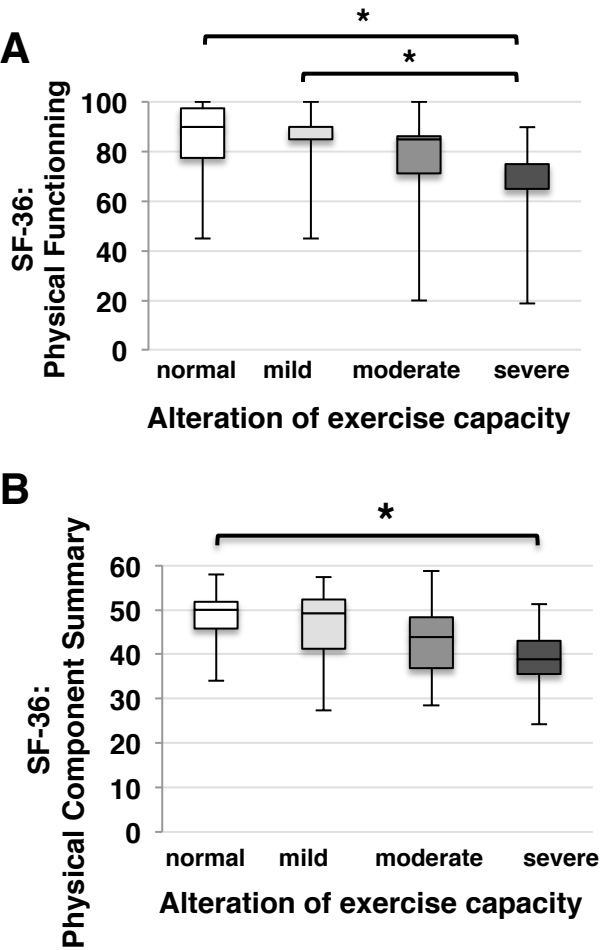 A
*
*
SF-36:
Physical Functionning
100
80
60
40
20
0
normal mild moderate severe
Alteration of exercise capacity
B
*
SF-36:
Physical Component Summary
60
50
40
30
20
10
0
normal mild moderate severe
Alteration of exercise capacity